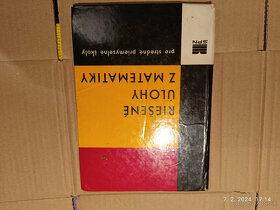 SPN
pre stredné priemyselné školy
RIEŠENÉ
ÚLOHY
Z MATEMATIKY
7. 2. 2024 17:14